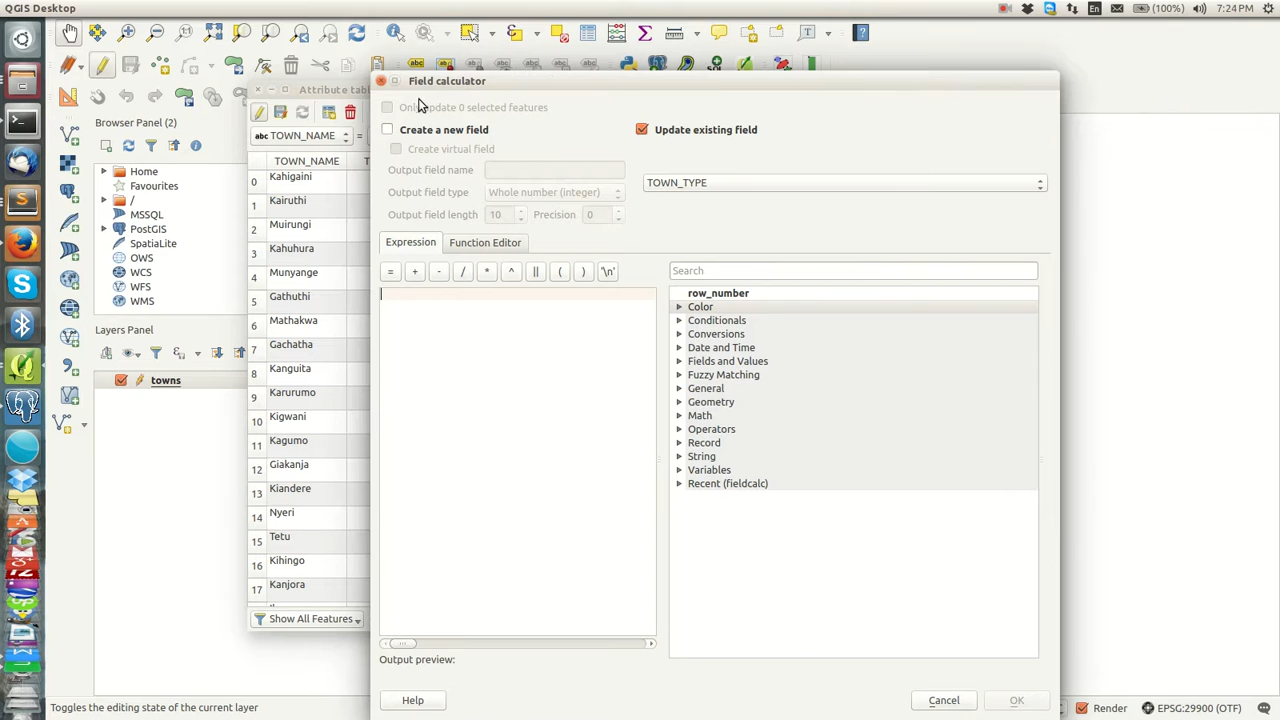 QGIS Desktop
En
(100%)
7:24 PM
Field calculator
Attribute tab
Only update 0 selected features
Create a new field
Update existing field
Browser Panel (2)
abc TOWN_NAME
=
Create virtual field
Output field name
TOWN_NAME
T
Home
Output field type
Whole number (integer)
TOWN_TYPE
0
Kahigaini
Favourites
/
1
Kairuthi
Output field length
10
Precision
0
MSSQL
2
Muirungi
PostGIS
SpatiaLite
3
Kahuhura
Expression
Function Editor
OWS
WCS
4
Munyange
= + - / * ^ || ( ) '\n'
Search
WFS
5
Gathuthi
row_number
WMS
Color
6
Mathakwa
Conditionals
Layers Panel
Conversions
7
Gachatha
Date and Time
Fields and Values
8
Kanguita
Fuzzy Matching
towns
General
9
Karurumo
Geometry
10
Kigwani
Math
Operators
11
Kagumo
Record
String
12
Giakanja
Variables
13
Kiandere
Recent (fieldcalc)
14
Nyeri
15
Tetu
16
Kihingo
17
Kanjora
Show All Features
Output preview:
Help
Cancel
OK
Toggles the editing state of the current layer
Render
EPSG:29900 (OTF)